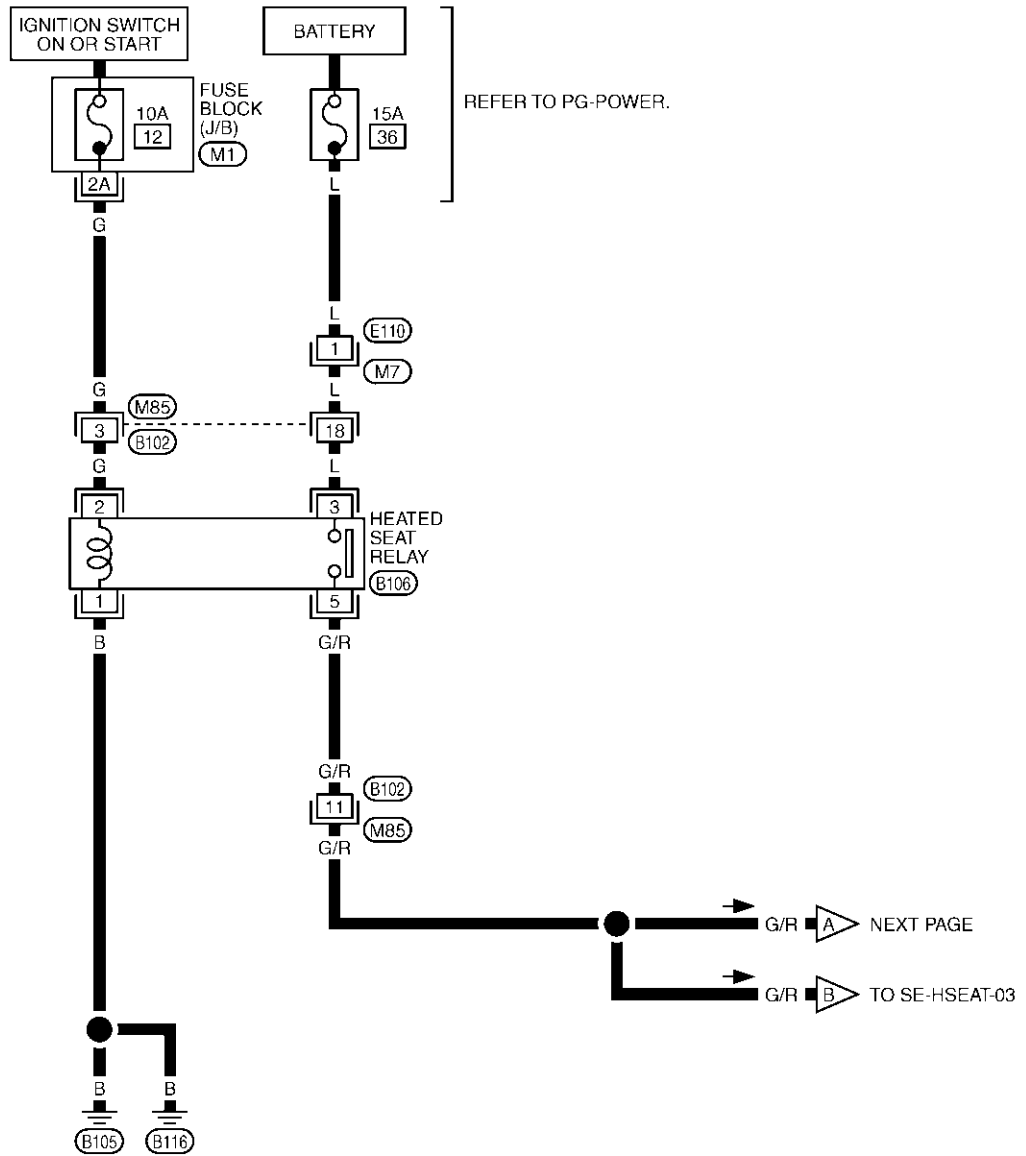 IGNITION SWITCH
ON OR START
BATTERY
REFER TO PG-POWER.
10A
12
FUSE
BLOCK
(J/B)
M1
15A
36
2A
L
G
L
1
E110
M7
G
L
3
M85
B102
18
G
L
2
3
HEATED
SEAT
RELAY
B106
1
5
B
G/R
G/R
11
B102
M85
G/R
G/R
A
NEXT PAGE
G/R
B
TO SE-HSEAT-03
B
B
B105
B116